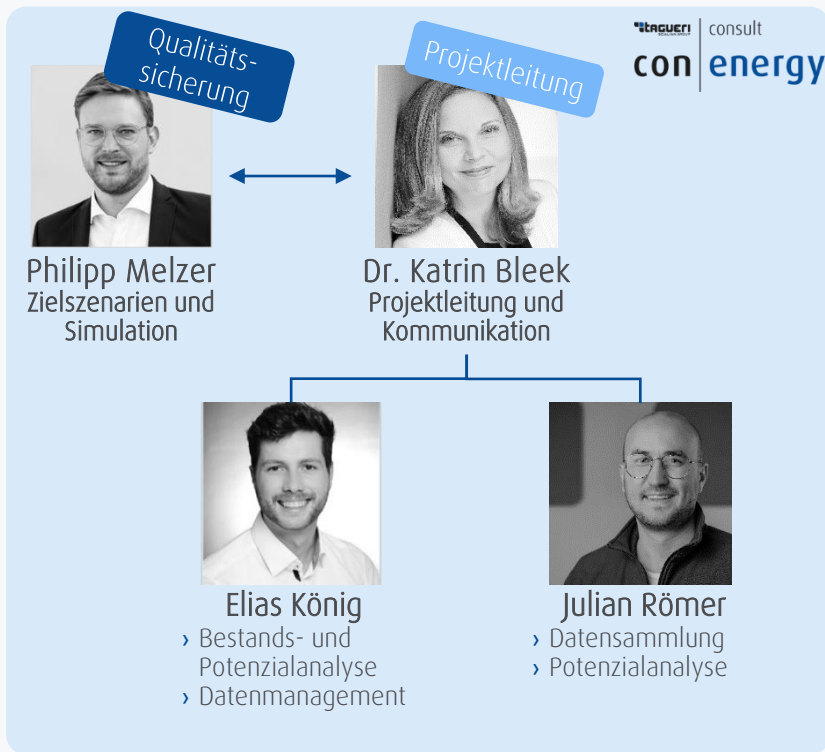 Qualitäts-
sicherung
Projektleitung
TAGUERI
consult
con energy
Philipp Melzer
Zielszenarien und
Simulation
Dr. Katrin Bleek
Projektleitung und
Kommunikation
Elias König
› Bestands- und
Potenzialanalyse
› Datenmanagement
Julian Römer
› Datensammlung
› Potenzialanalyse